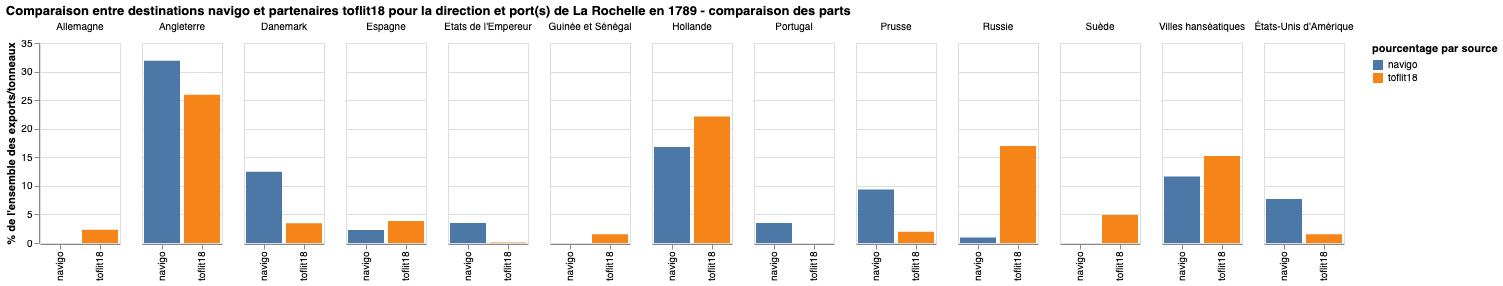 Comparaison entre destinations navigo et partenaires toflit18 pour la direction et port(s) de La Rochelle en 1789 - comparaison des parts
Allemagne Angleterre Danemark Espagne Etats de l'Empereur Guinée et Sénégal Hollande Portugal Prusse Russie Suède Villes hanséatiques États-Unis d'Amérique
% de l'ensemble des exports/tonneaux
35
30
25
20
15
10
5
0
navigo toflit18 navigo toflit18 navigo toflit18 navigo toflit18 navigo toflit18 navigo toflit18 navigo toflit18 navigo toflit18 navigo toflit18 navigo toflit18 navigo toflit18 navigo toflit18 navigo toflit18
pourcentage par source
navigo
toflit18